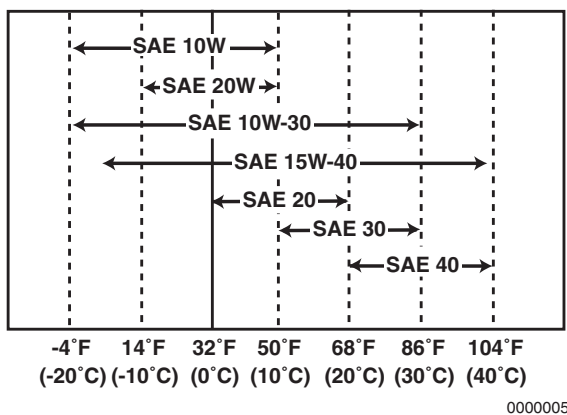 SAE 10W
SAE 20W
SAE 10W-30
SAE 15W-40
SAE 20
SAE 30
SAE 40
-4˚F 14˚F 32˚F 50˚F 68˚F 86˚F 104˚F
(-20˚C) (-10˚C) (0˚C) (10˚C) (20˚C) (30˚C) (40˚C)
0000005